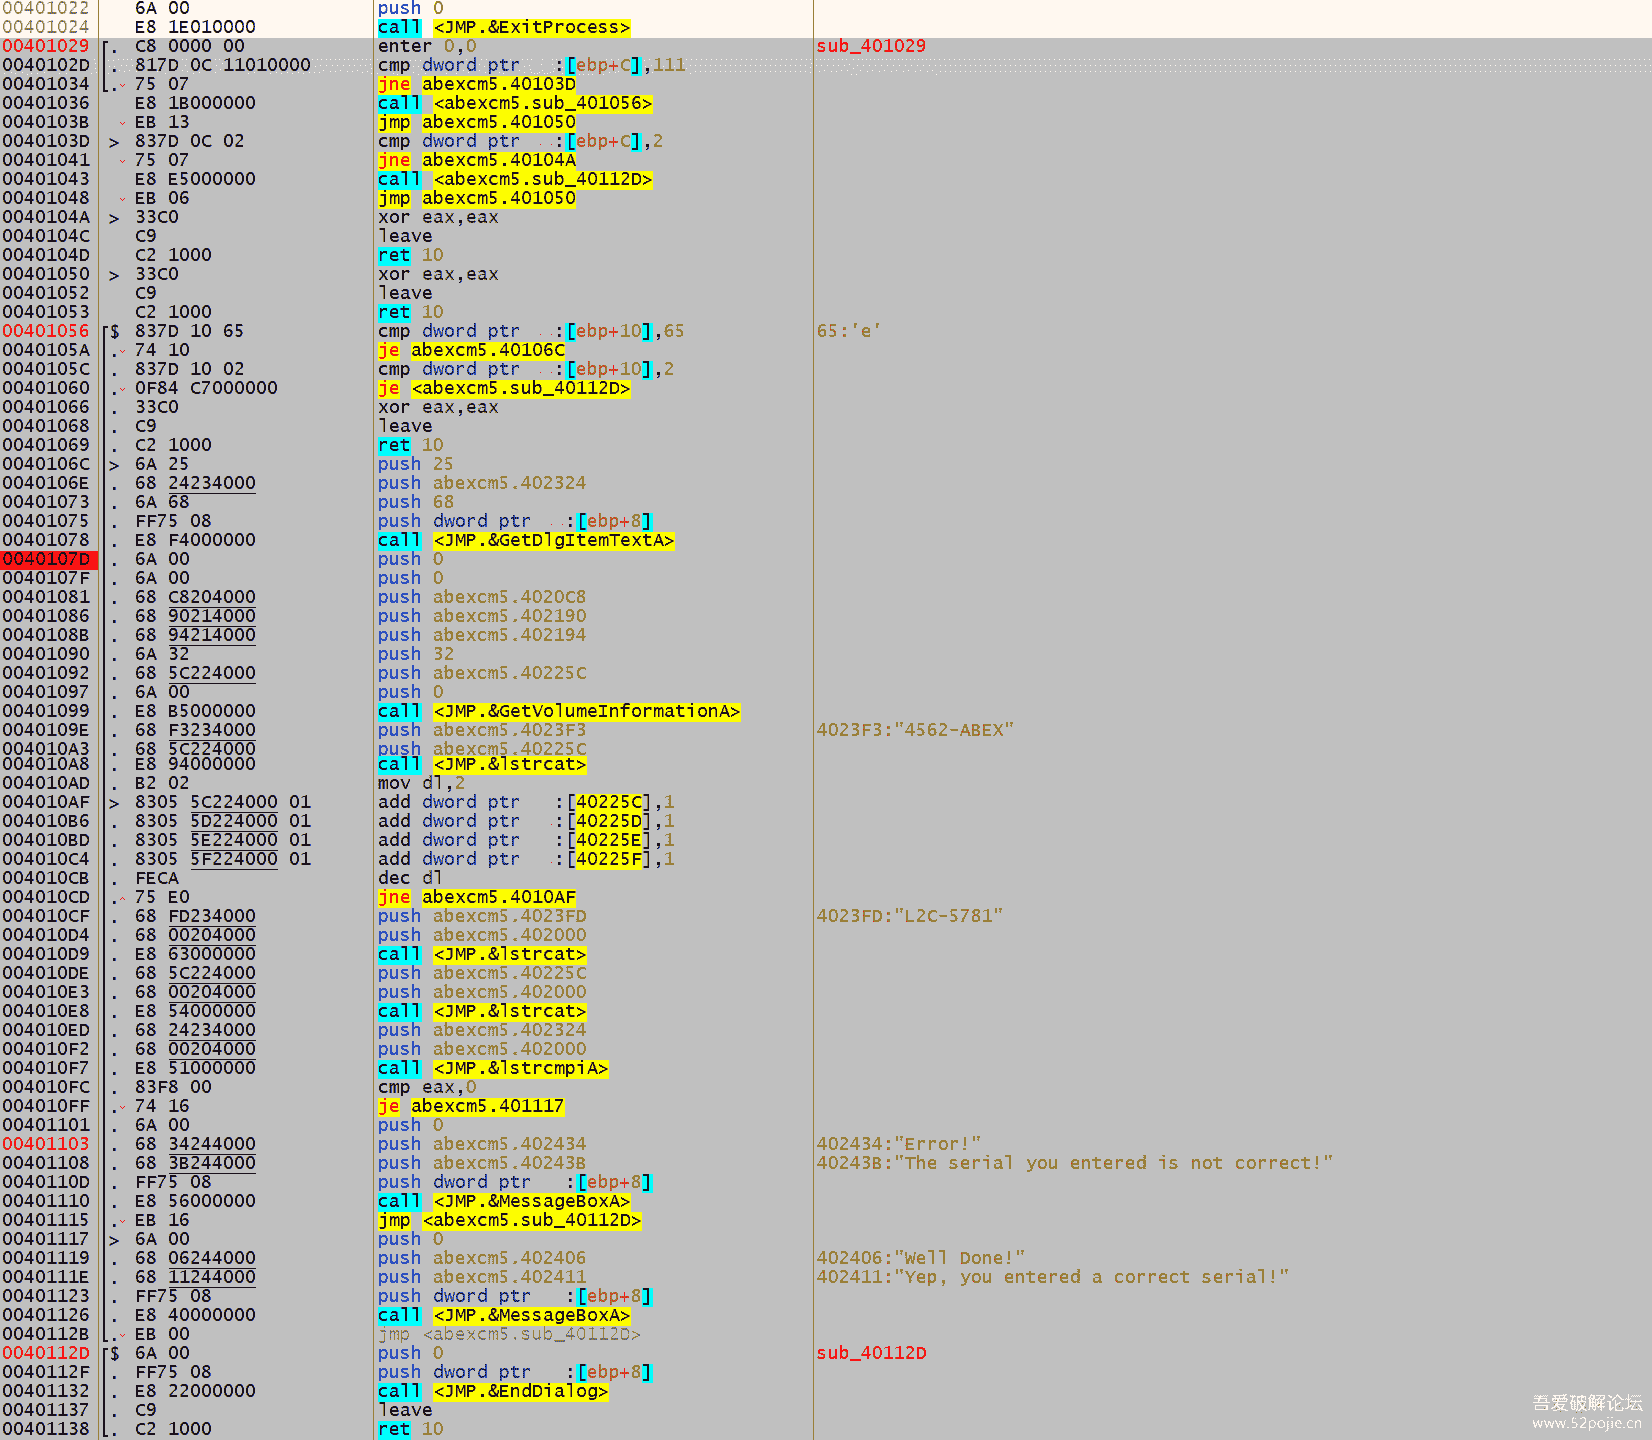 00401022 6A 00 push 0
00401024 E8 1E010000 call <JMP.&ExitProcess>
00401029 [. C8 0000 00 enter 0,0 sub_401029
0040102D . 817D 0C 11010000 cmp dword ptr :[ebp+C],111
00401034 [. 75 07 jne abexcm5.40103D
00401036 E8 1B000000 call <abexcm5.sub_401056>
0040103B EB 13 jmp abexcm5.401050
0040103D > 837D 0C 02 cmp dword ptr :[ebp+C],2
00401041 75 07 jne abexcm5.40104A
00401043 E8 E5000000 call <abexcm5.sub_40112D>
00401048 EB 06 jmp abexcm5.401050
0040104A > 33C0 xor eax,eax
0040104C C9 leave
0040104D C2 1000 ret 10
00401050 > 33C0 xor eax,eax
00401052 C9 leave
00401053 C2 1000 ret 10
00401056 [$ 837D 10 65 cmp dword ptr :[ebp+10],65 65:'e'
0040105A . 74 10 je abexcm5.40106C
0040105C . 837D 10 02 cmp dword ptr :[ebp+10],2
00401060 . 0F84 C7000000 je <abexcm5.sub_40112D>
00401066 . 33C0 xor eax,eax
00401068 . C9 leave
00401069 . C2 1000 ret 10
0040106C > 6A 25 push 25
0040106E . 68 24234000 push abexcm5.402324
00401073 . 6A 68 push 68
00401075 . FF75 08 push dword ptr :[ebp+8]
00401078 . E8 F4000000 call <JMP.&GetDlgItemTextA>
0040107D . 6A 00 push 0
0040107F . 6A 00 push 0
00401081 . 68 C8204000 push abexcm5.4020C8
00401086 . 68 90214000 push abexcm5.402190
0040108B . 68 94214000 push abexcm5.402194
00401090 . 6A 32 push 32
00401092 . 68 5C224000 push abexcm5.40225C
00401097 . 6A 00 push 0
00401099 . E8 B5000000 call <JMP.&GetVolumeInformationA>
0040109E . 68 F3234000 push abexcm5.4023F3 4023F3:"4562-ABEX"
004010A3 . 68 5C224000 push abexcm5.40225C
004010A8 . E8 94000000 call <JMP.&lstrcat>
004010AD . B2 02 mov dl,2
004010AF > 8305 5C224000 01 add dword ptr :[40225C],1
004010B6 . 8305 5D224000 01 add dword ptr :[40225D],1
004010BD . 8305 5E224000 01 add dword ptr :[40225E],1
004010C4 . 8305 5F224000 01 add dword ptr :[40225F],1
004010CB . FECA dec dl
004010CD . 75 E0 jne abexcm5.4010AF
004010CF . 68 FD234000 push abexcm5.4023FD 4023FD:"L2C-5781"
004010D4 . 68 00204000 push abexcm5.402000
004010D9 . E8 63000000 call <JMP.&lstrcat>
004010DE . 68 5C224000 push abexcm5.40225C
004010E3 . 68 00204000 push abexcm5.402000
004010E8 . E8 54000000 call <JMP.&lstrcat>
004010ED . 68 24234000 push abexcm5.402324
004010F2 . 68 00204000 push abexcm5.402000
004010F7 . E8 51000000 call <JMP.&lstrcmpiA>
004010FC . 83F8 00 cmp eax,0
004010FF . 74 16 je abexcm5.401117
00401101 . 6A 00 push 0
00401103 . 68 34244000 push abexcm5.402434 402434:"Error!"
00401108 . 68 3B244000 push abexcm5.40243B 40243B:"The serial you entered is not correct!"
0040110D . FF75 08 push dword ptr :[ebp+8]
00401110 . E8 56000000 call <JMP.&MessageBoxA>
00401115 . EB 16 jmp <abexcm5.sub_40112D>
00401117 > 6A 00 push 0
00401119 . 68 06244000 push abexcm5.402406 402406:"Well Done!"
0040111E . 68 11244000 push abexcm5.402411 402411:"Yep, you entered a correct serial!"
00401123 . FF75 08 push dword ptr :[ebp+8]
00401126 . E8 40000000 call <JMP.&MessageBoxA>
0040112B [. EB 00 jmp <abexcm5.sub_40112D>
0040112D [$ 6A 00 push 0 sub_40112D
0040112F . FF75 08 push dword ptr :[ebp+8]
00401132 . E8 22000000 call <JMP.&EndDialog>
00401137 . C9 leave
00401138 [. C2 1000 ret 10
吾爱破解论坛
www.52pojie.cn